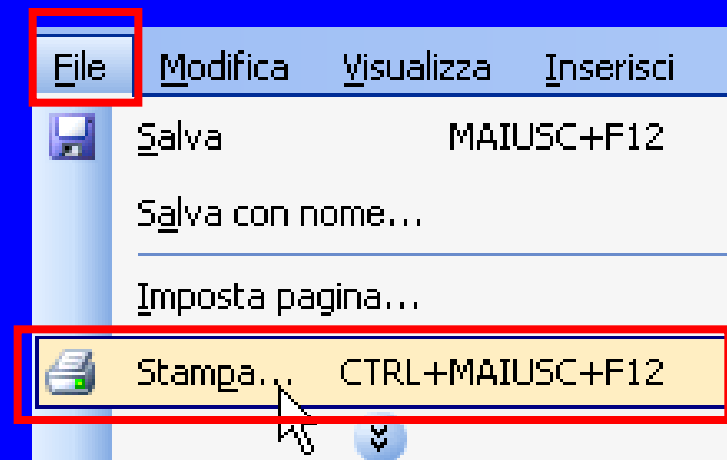 File Modifica Visualizza Inserisci
Salva MAIUSC+F12
Salva con nome...
Imposta pagina...
Stampa... CTRL+MAIUSC+F12